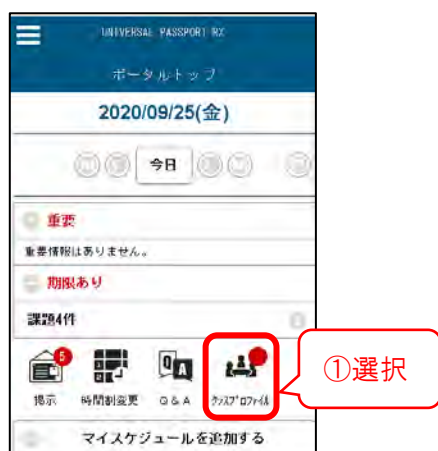 UNIVERSAL PASSPORT RX
ポータルトップ
2020/09/25(金)
今日
重要
重要情報はありません。
期限あり
課題4件
5
掲示 時間割変更 Q&A クラスプロファイル
①選択
マイスケジュールを追加する